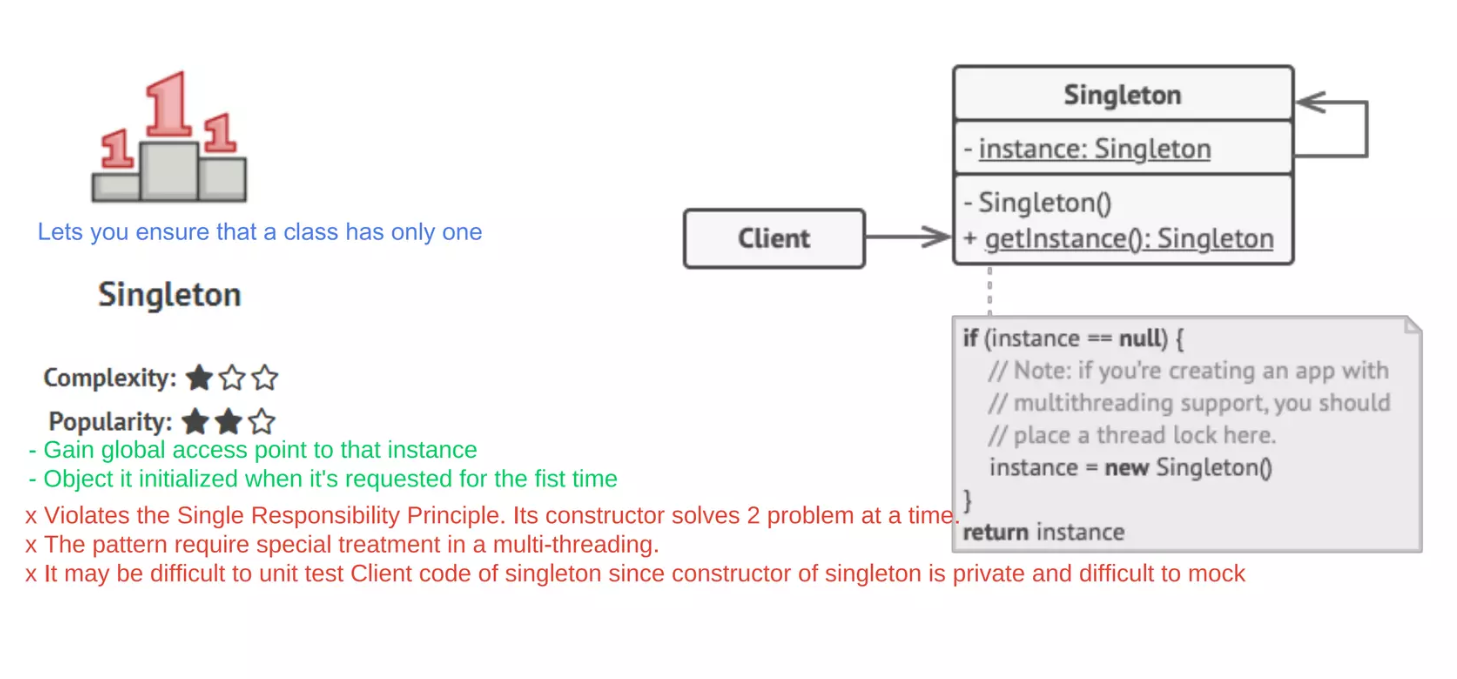 1 1 1
Lets you ensure that a class has only one
Singleton
Complexity: ★☆☆
Popularity: ★★☆
- Gain global access point to that instance
- Object it initialized when it's requested for the fist time
x Violates the Single Responsibility Principle. Its constructor solves 2 problem at a time.
x The pattern require special treatment in a multi-threading.
x It may be difficult to unit test Client code of singleton since constructor of singleton is private and difficult to mock
Client
Singleton
- instance: Singleton
- Singleton()
+ getInstance(): Singleton
if (instance == null) {
// Note: if you're creating an app with
// multithreading support, you should
// place a thread lock here.
instance = new Singleton()
}
return instance